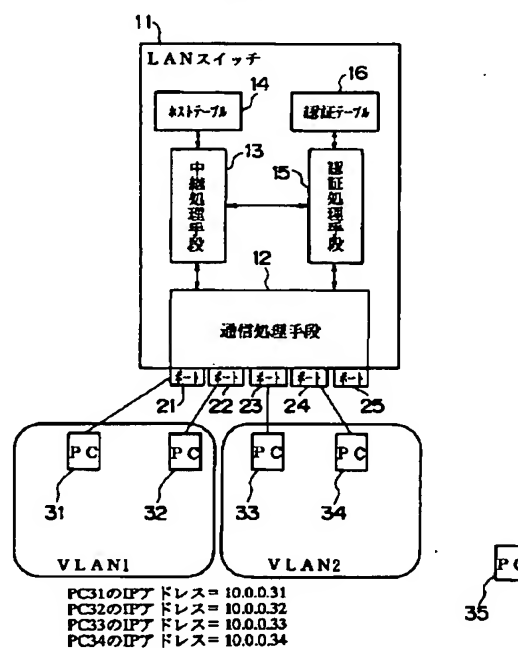 11
LANスイッチ
14
16
ホストテーブル
認証テーブル
13
15
中継処理手段
認証処理手段
12
通信処理手段
ポート ポート ポート ポート ポート
21 22 23 24 25
PC PC PC PC
31 32 33 34
VLAN1 VLAN2
PC
35
PC31のIPアドレス= 10.0.0.31
PC32のIPアドレス= 10.0.0.32
PC33のIPアドレス= 10.0.0.33
PC34のIPアドレス= 10.0.0.34